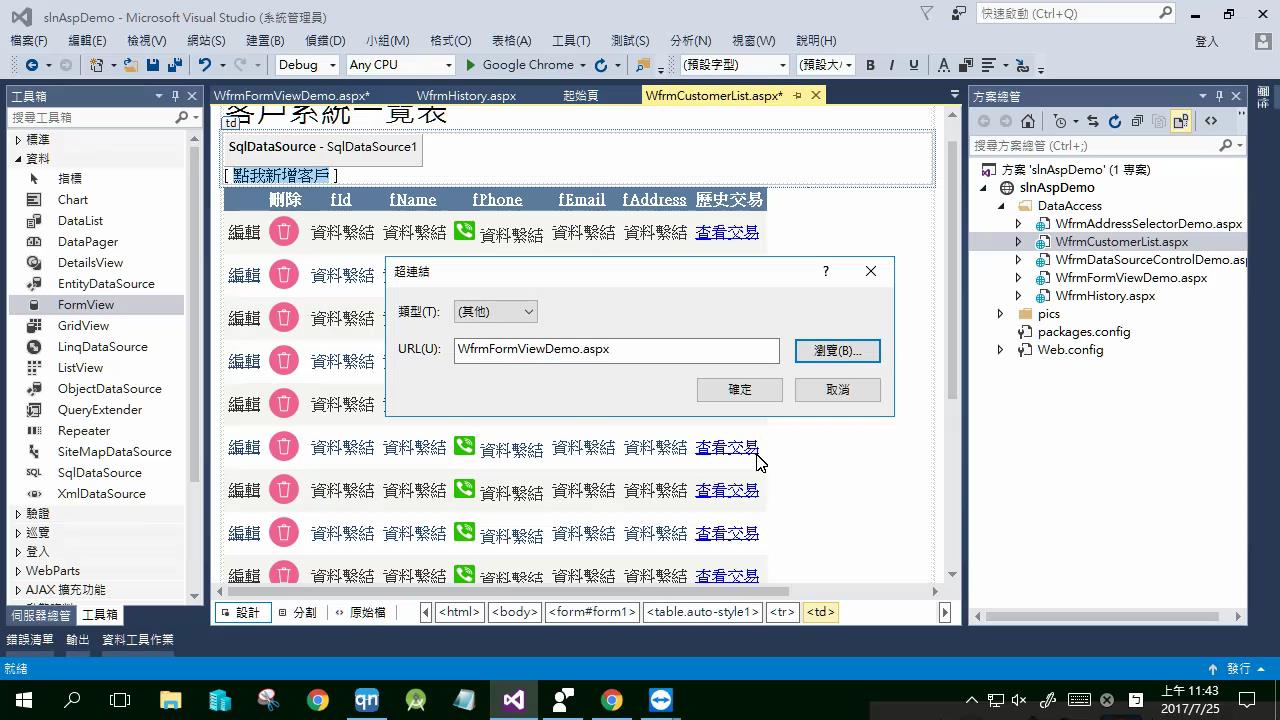 slnAspDemo - Microsoft Visual Studio (系統管理員)
快速啟動 (Ctrl+Q)
檔案(F) 編輯(E) 檢視(V) 網站(S) 建置(B) 偵錯(D) 小組(M) 格式(O) 表格(A) 工具(T) 測試(S) 分析(N) 視窗(W) 說明(H)
登入
Debug Any CPU Google Chrome (預設字型) (預設大 B I U A
工具箱
WfrmFormViewDemo.aspx* WfrmHistory.aspx 起始頁 WfrmCustomerList.aspx*
方案總管
搜尋工具箱
搜尋方案總管 (Ctrl+;)
標準
資料
指標
Chart
DataList
DataPager
DetailsView
EntityDataSource
FormView
GridView
LinqDataSource
ListView
ObjectDataSource
QueryExtender
Repeater
SiteMapDataSource
SqlDataSource
XmlDataSource
驗證
巡覽
登入
WebParts
AJAX 擴充功能
伺服器總管 工具箱
客戶系統一覽表
td
SqlDataSource - SqlDataSource1
[ 點我新增客戶 ]
刪除 fId fName fPhone fEmail fAddress 歷史交易
編輯 資料繫結 資料繫結 資料繫結 資料繫結 資料繫結 查看交易
編輯 資料繫結
編輯 資料繫結
編輯 資料繫結
編輯 資料繫結
編輯 資料繫結 資料繫結 資料繫結 資料繫結 資料繫結 查看交易
編輯 資料繫結 資料繫結 資料繫結 資料繫結 資料繫結 查看交易
編輯 資料繫結 資料繫結 資料繫結 資料繫結 資料繫結 查看交易
編輯 資料繫結 資料繫結 資料繫結 資料繫結 資料繫結 查看交易
超連結 ?
類型(T): (其他)
URL(U): WfrmFormViewDemo.aspx 瀏覽(B)...
確定 取消
設計 分割 原始檔 <html> <body> <form#form1> <table.auto-style1> <tr> <td>
方案 'slnAspDemo' (1 專案)
slnAspDemo
DataAccess
WfrmAddressSelectorDemo.aspx
WfrmCustomerList.aspx
WfrmDataSourceControlDemo.asp
WfrmFormViewDemo.aspx
WfrmHistory.aspx
pics
packages.config
Web.config
錯誤清單 輸出 資料工具作業
就緒
發行
qn
上午 11:43
2017/7/25